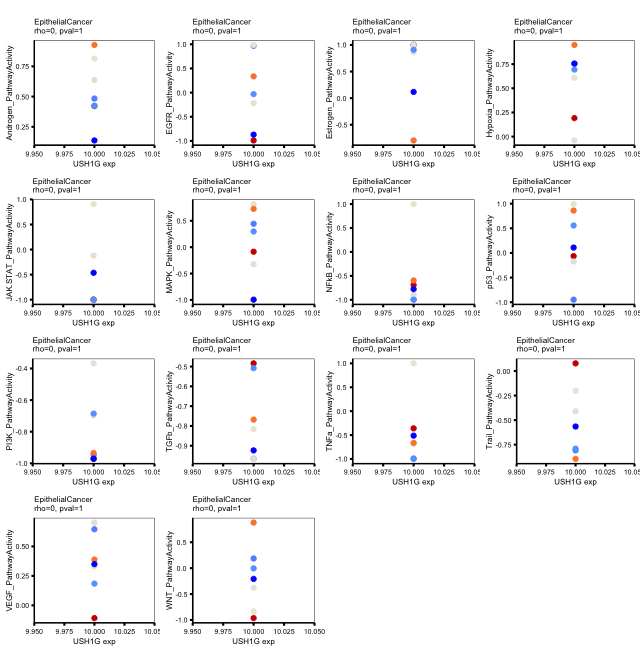 EpithelialCancer
rho=0, pval=1
Androgen_PathwayActivity
0.75
0.50
0.25
9.950 9.975 10.000 10.025 10.05
USH1G exp
EpithelialCancer
rho=0, pval=1
EGFR_PathwayActivity
1.0
0.5
0.0
-0.5
-1.0
9.950 9.975 10.000 10.025 10.05
USH1G exp
EpithelialCancer
rho=0, pval=1
Estrogen_PathwayActivity
1.0
0.5
0.0
-0.5
9.950 9.975 10.000 10.025 10.05
USH1G exp
EpithelialCancer
rho=0, pval=1
Hypoxia_PathwayActivity
0.75
0.50
0.25
0.00
9.950 9.975 10.000 10.025 10.05
USH1G exp
EpithelialCancer
rho=0, pval=1
JAK.STAT_PathwayActivity
1.0
0.5
0.0
-0.5
-1.0
9.950 9.975 10.000 10.025 10.05
USH1G exp
EpithelialCancer
rho=0, pval=1
MAPK_PathwayActivity
0.5
0.0
-0.5
-1.0
9.950 9.975 10.000 10.025 10.05
USH1G exp
EpithelialCancer
rho=0, pval=1
NFkB_PathwayActivity
1.0
0.5
0.0
-0.5
-1.0
9.950 9.975 10.000 10.025 10.05
USH1G exp
EpithelialCancer
rho=0, pval=1
p53_PathwayActivity
1.0
0.5
0.0
-0.5
-1.0
9.950 9.975 10.000 10.025 10.05
USH1G exp
EpithelialCancer
rho=0, pval=1
PI3K_PathwayActivity
-0.4
-0.6
-0.8
-1.0
9.950 9.975 10.000 10.025 10.05
USH1G exp
EpithelialCancer
rho=0, pval=1
TGFb_PathwayActivity
-0.5
-0.6
-0.7
-0.8
-0.9
9.950 9.975 10.000 10.025 10.05
USH1G exp
EpithelialCancer
rho=0, pval=1
TNFa_PathwayActivity
1.0
0.5
0.0
-0.5
-1.0
9.950 9.975 10.000 10.025 10.05
USH1G exp
EpithelialCancer
rho=0, pval=1
Trail_PathwayActivity
0.00
-0.25
-0.50
-0.75
9.950 9.975 10.000 10.025 10.05
USH1G exp
EpithelialCancer
rho=0, pval=1
VEGF_PathwayActivity
0.50
0.25
0.00
9.950 9.975 10.000 10.025 10.05
USH1G exp
EpithelialCancer
rho=0, pval=1
WNT_PathwayActivity
1.0
0.5
0.0
-0.5
-1.0
9.950 9.975 10.000 10.025 10.050
USH1G exp